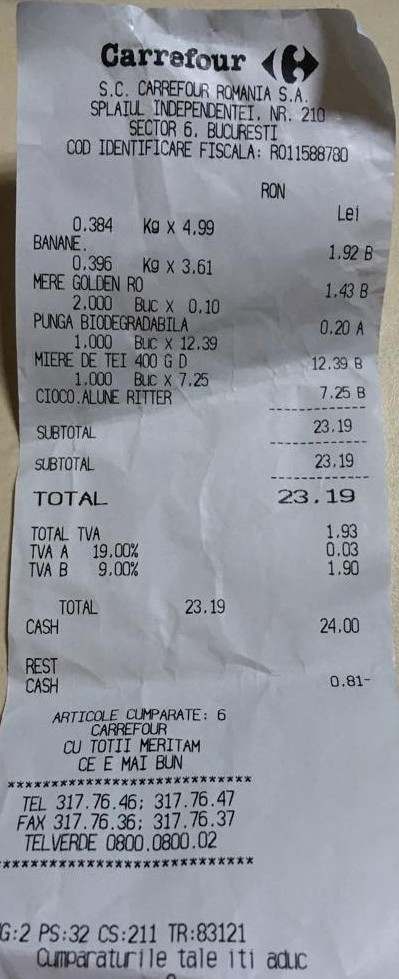 Carrefour
S.C. CARREFOUR ROMANIA S.A.
SPLAIUL INDEPENDENTEI, NR. 210
SECTOR 6, BUCURESTI
COD IDENTIFICARE FISCALA: RO11588780
RON
Lei
0.384 Kg X 4.99
BANANE. 1.92 B
0.396 Kg X 3.61
MERE GOLDEN RO 1.43 B
2.000 Buc X 0.10
PUNGA BIODEGRADABILA 0.20 A
1.000 Buc X 12.39
MIERE DE TEI 400 G D 12.39 B
1.000 Buc X 7.25
CIOCO.ALUNE RITTER 7.25 B
SUBTOTAL 23.19
SUBTOTAL 23.19
TOTAL 23.19
TOTAL TVA 1.93
TVA A 19.00% 0.03
TVA B 9.00% 1.90
TOTAL 23.19
CASH 24.00
REST
CASH 0.81-
ARTICOLE CUMPARATE: 6
CARREFOUR
CU TOTII MERITAM
CE E MAI BUN
****************************
TEL 317.76.46; 317.76.47
FAX 317.76.36; 317.76.37
TELVERDE 0800.0800.02
*****************************
G:2 PS:32 CS:211 TR:83121
Cumparaturile tale iti aduc